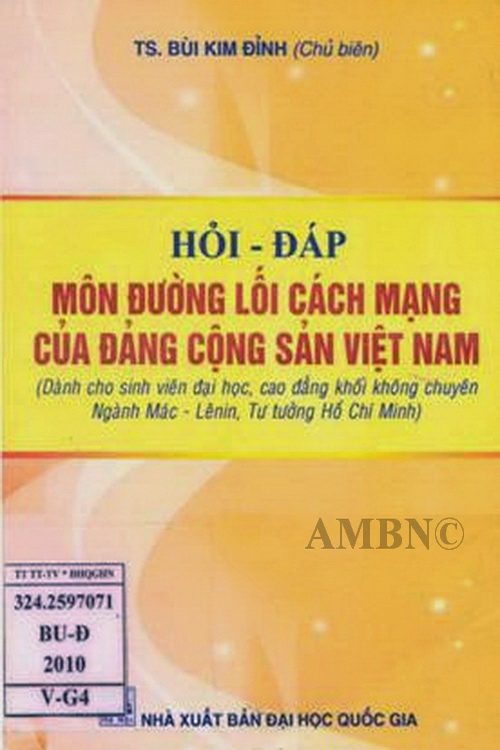 TS. BÙI KIM ĐỈNH (Chủ biên)
HỎI - ĐÁP
MÔN ĐƯỜNG LỐI CÁCH MẠNG
CỦA ĐẢNG CỘNG SẢN VIỆT NAM
(Dành cho sinh viên đại học, cao đẳng khối không chuyên
Ngành Mác - Lênin, Tư tưởng Hồ Chí Minh)
AMBN©
TT TT-TV * ĐHQGHN
324.2597071
BU-Đ
2010
V-G4
NHÀ XUẤT BẢN ĐẠI HỌC QUỐC GIA